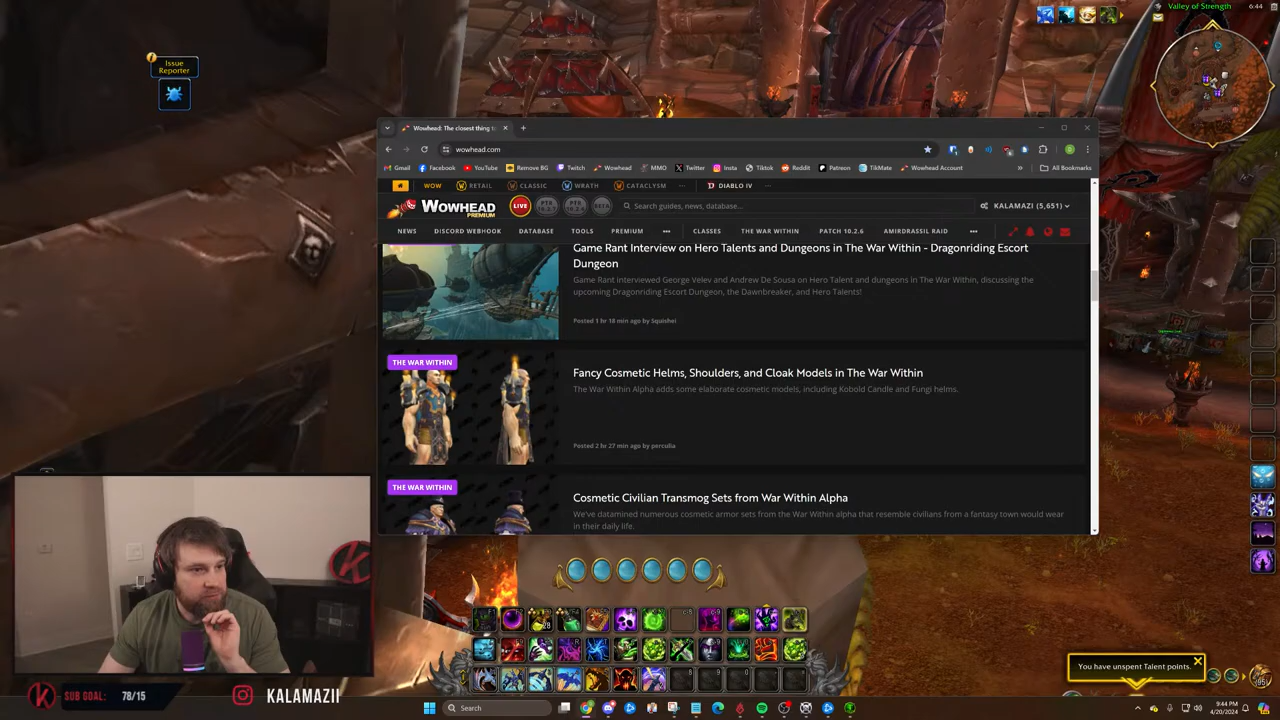 Valley of Strength 6:44
Issue
Reporter
Wowhead: The closest thing to
wowhead.com
Gmail Facebook YouTube Remove BG Twitch Wowhead MMO Twitter Insta Tiktok Reddit Patreon TikMate Wowhead Account All Bookmarks
WOW RETAIL CLASSIC WRATH CATACLYSM DIABLO IV
WOWHEAD
PREMIUM
LIVE
PTR
PTR
BETA
Search guides, news, database...
KALAMAZI (5,651)
NEWS DISCORD WEBHOOK DATABASE TOOLS PREMIUM CLASSES THE WAR WITHIN PATCH 10.2.6 AMIRDRASSIL RAID
Game Rant Interview on Hero Talents and Dungeons in The War Within - Dragonriding Escort
Dungeon
Game Rant interviewed George Velev and Andrew De Sousa on Hero Talent and dungeons in The War Within, discussing the
upcoming Dragonriding Escort Dungeon, the Dawnbreaker, and Hero Talents!
Posted 1 hr 18 min ago by Squishei
THE WAR WITHIN
Fancy Cosmetic Helms, Shoulders, and Cloak Models in The War Within
The War Within Alpha adds some elaborate cosmetic models, including Kobold Candle and Fungi helms.
Posted 2 hr 27 min ago by perculia
THE WAR WITHIN
Cosmetic Civilian Transmog Sets from War Within Alpha
We've datamined numerous cosmetic armor sets from the War Within alpha that resemble civilians from a fantasy town would wear
in their daily life.
You have unspent Talent points.
K SUB GOAL: 78/15 KALAMAZII
Search
9:44 PM
4/20/2024